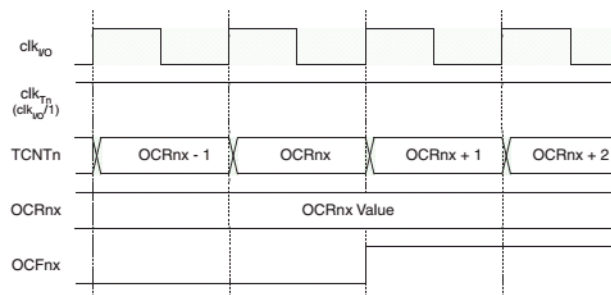 clkI/O
clkTn
(clkI/O/1)
TCNTn OCRnx - 1 OCRnx OCRnx + 1 OCRnx + 2
OCRnx OCRnx Value
OCFnx